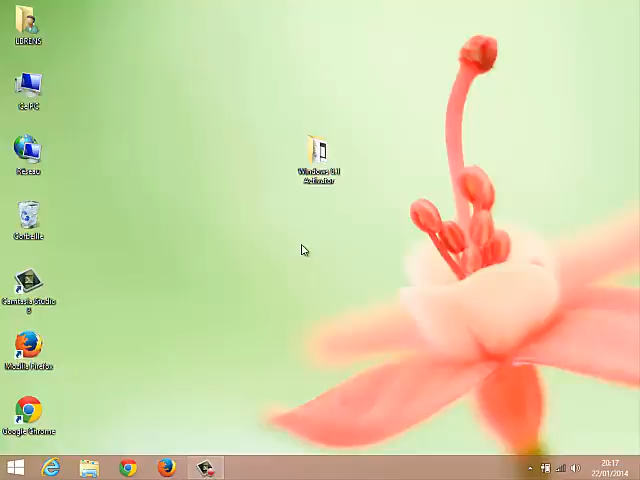 LORENS
Ce PC
Réseau
Corbeille
Camtasia Studio
8
Mozilla Firefox
Google Chrome
Windows 8.1
Activator
20:17
22/01/2014